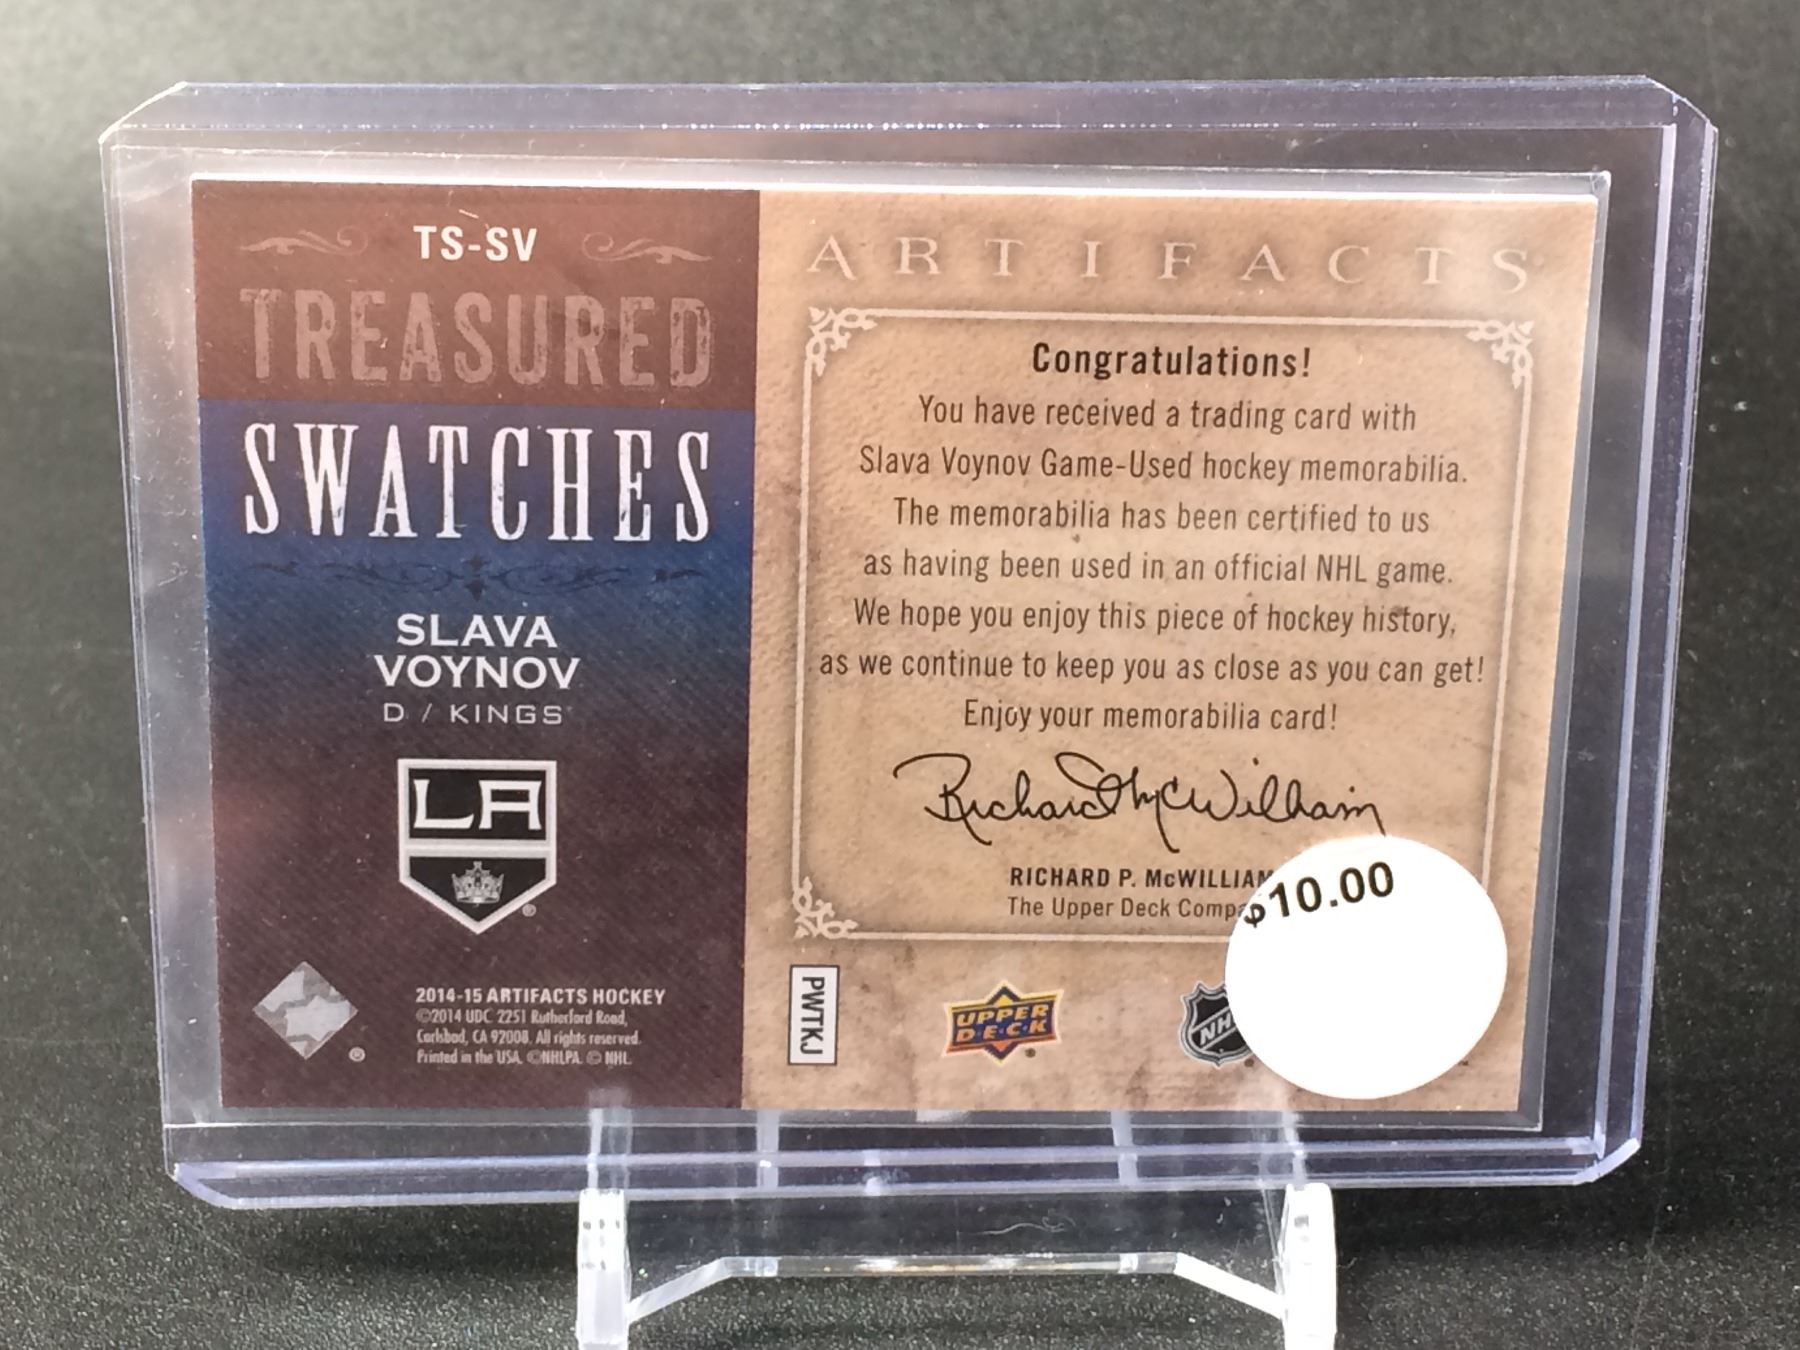 TS-SV
TREASURED
SWATCHES
SLAVA
VOYNOV
D / KINGS
LA
®
®
2014-15 ARTIFACTS HOCKEY
©2014 UDC 2251 Rutherford Road,
Carlsbad, CA 92008. All rights reserved.
Printed in the USA. ©NHLPA. © NHL.
ARTIFACTS
Congratulations!
You have received a trading card with
Slava Voynov Game-Used hockey memorabilia.
The memorabilia has been certified to us
as having been used in an official NHL game.
We hope you enjoy this piece of hockey history,
as we continue to keep you as close as you can get!
Enjoy your memorabilia card!
Richard McWilliam
RICHARD P. McWILLIAM
The Upper Deck
$10.00
PWTKJ
UPPER
DECK
®
NH